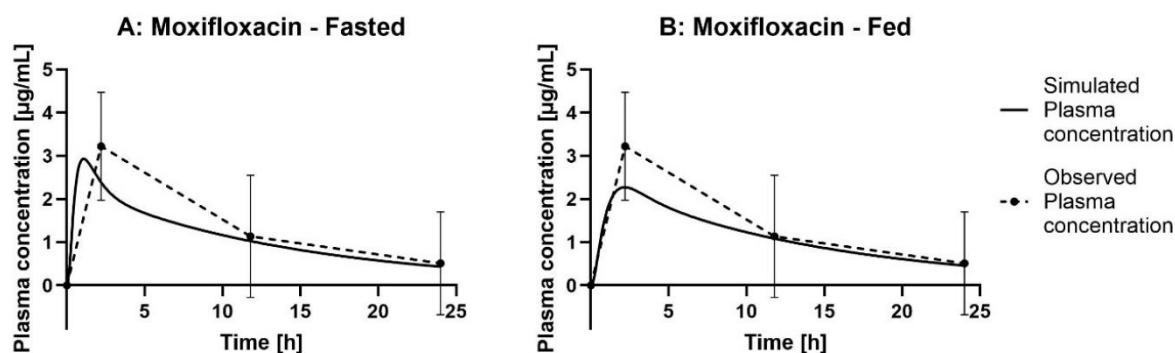 A: Moxifloxacin - Fasted
Plasma concentration [µg/mL]
5
4
3
2
1
0
5
10
15
20
25
Time [h]
B: Moxifloxacin - Fed
Plasma concentration [µg/mL]
5
4
3
2
1
0
5
10
15
20
25
Time [h]
Simulated
Plasma
concentration
Observed
Plasma
concentration